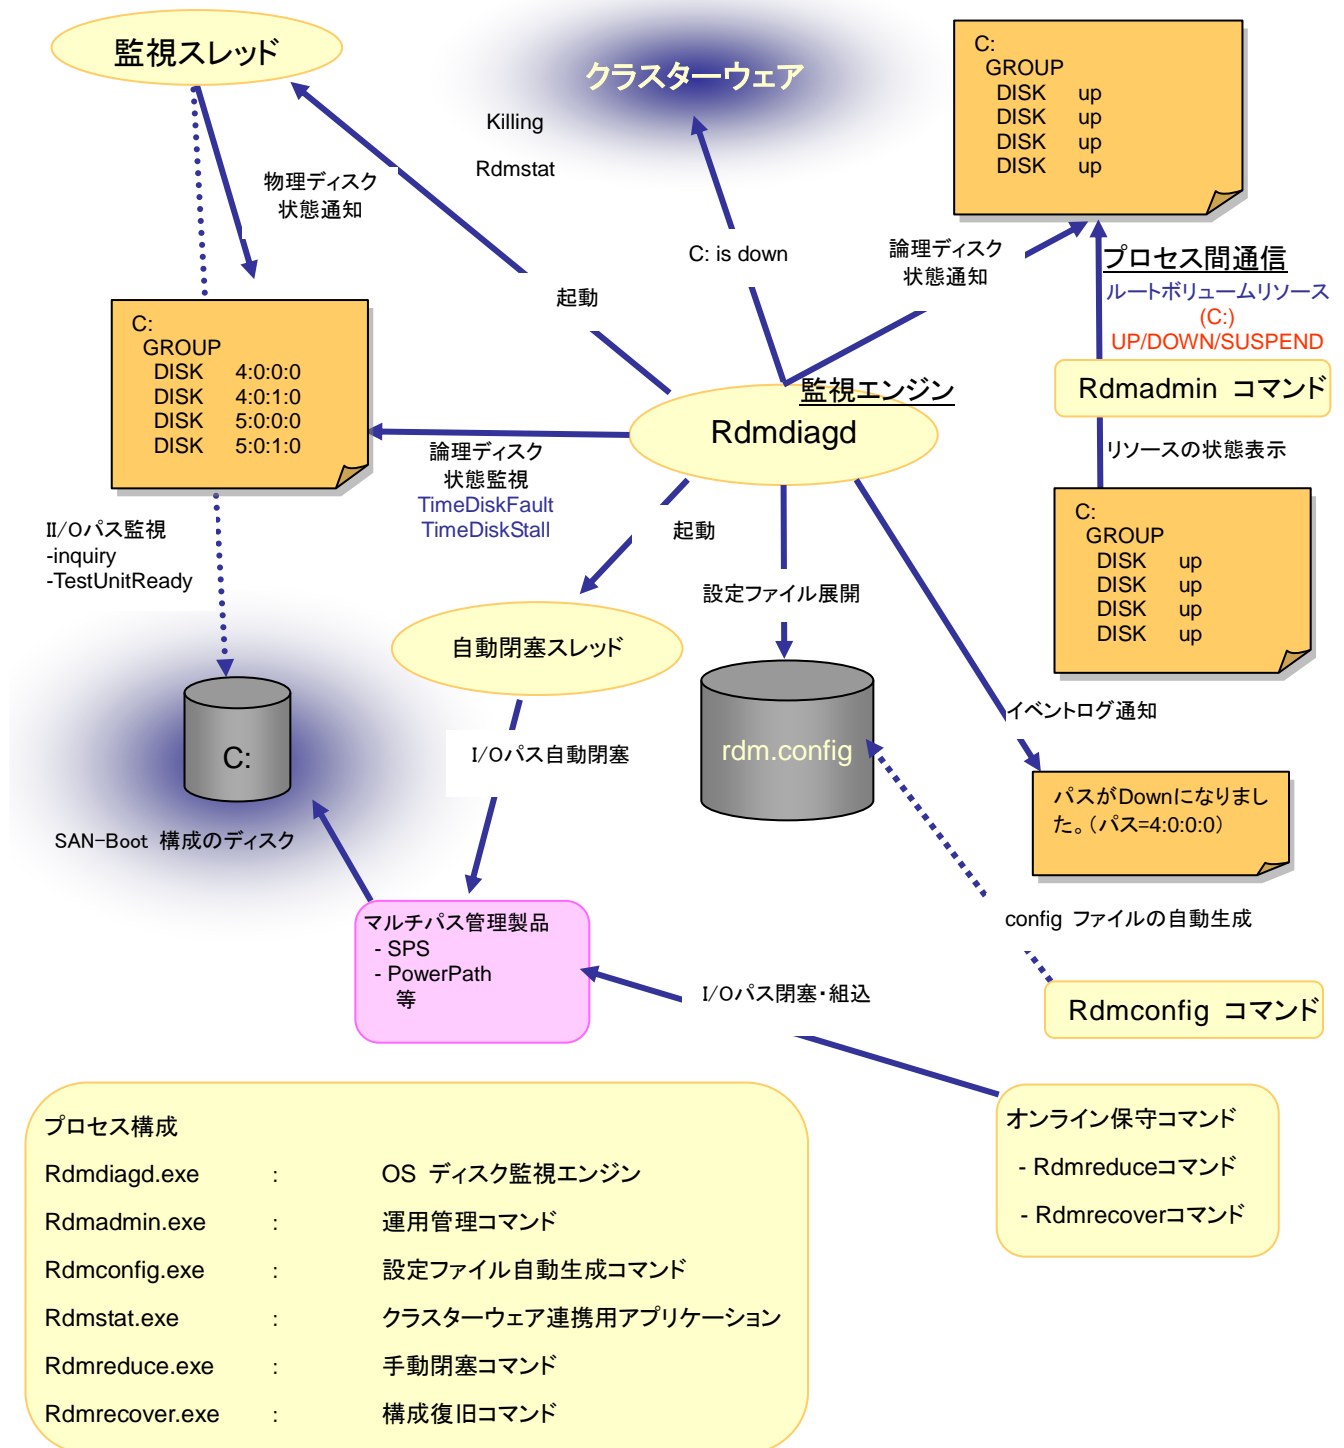 監視スレッド
クラスターウェア
C:
GROUP
DISK up
DISK up
DISK up
DISK up
Killing
Rdmstat
物理ディスク
状態通知
C: is down
論理ディスク
状態通知
プロセス間通信
ルートボリュームリソース
(C:)
UP/DOWN/SUSPEND
起動
C:
GROUP
DISK 4:0:0:0
DISK 4:0:1:0
DISK 5:0:0:0
DISK 5:0:1:0
監視エンジン
Rdmdiagd
Rdmadmin コマンド
リソースの状態表示
論理ディスク
状態監視
TimeDiskFault
TimeDiskStall
起動
II/Oパス監視
-inquiry
-TestUnitReady
C:
GROUP
DISK up
DISK up
DISK up
DISK up
設定ファイル展開
自動閉塞スレッド
イベントログ通知
C:
I/Oパス自動閉塞
rdm.config
パスがDownになりまし
た。(パス=4:0:0:0)
SAN-Boot 構成のディスク
マルチパス管理製品
- SPS
- PowerPath
等
config ファイルの自動生成
I/Oパス閉塞・組込
Rdmconfig コマンド
オンライン保守コマンド
- Rdmreduceコマンド
- Rdmrecoverコマンド
プロセス構成
Rdmdiagd.exe : OS ディスク監視エンジン
Rdmadmin.exe : 運用管理コマンド
Rdmconfig.exe : 設定ファイル自動生成コマンド
Rdmstat.exe : クラスターウェア連携用アプリケーション
Rdmreduce.exe : 手動閉塞コマンド
Rdmrecover.exe : 構成復旧コマンド